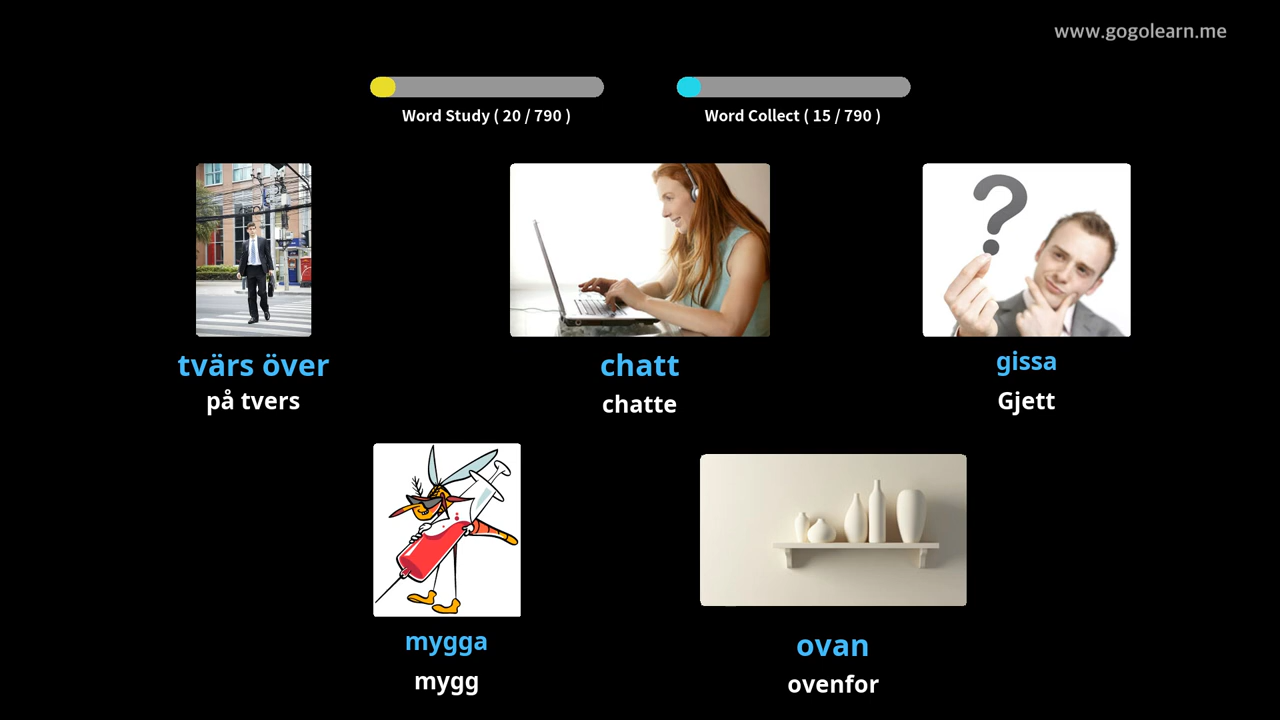 www.gogolearn.me
Word Study ( 20 / 790 )
Word Collect ( 15 / 790 )
tvärs över
på tvers
chatt
chatte
gissa
Gjett
mygga
mygg
ovan
ovenfor